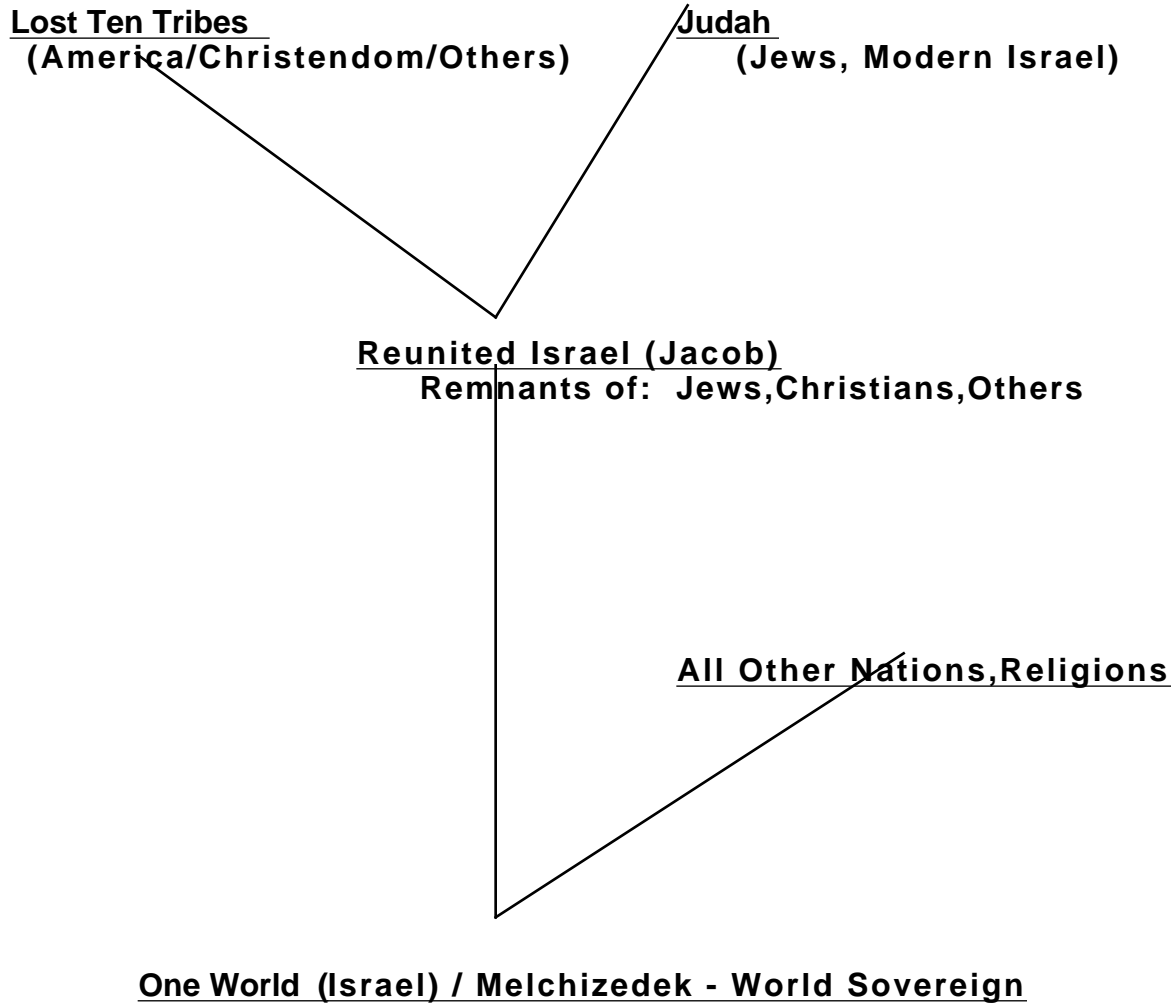 Lost Ten Tribes
(America/Christendom/Others)
Judah
(Jews, Modern Israel)
Reunited Israel (Jacob)
Remnants of: Jews,Christians,Others
All Other Nations,Religions
One World (Israel) / Melchizedek - World Sovereign